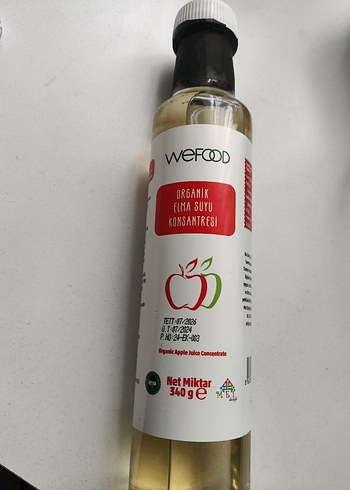 WEFOOD
ORGANİK
ELMA SUYU
KONSANTRESİ
TETT:07/2026
Ü.T:07/2024
P.NO:24-EK-003
Organic Apple Juice Concentrate
Net Miktar
340 g e